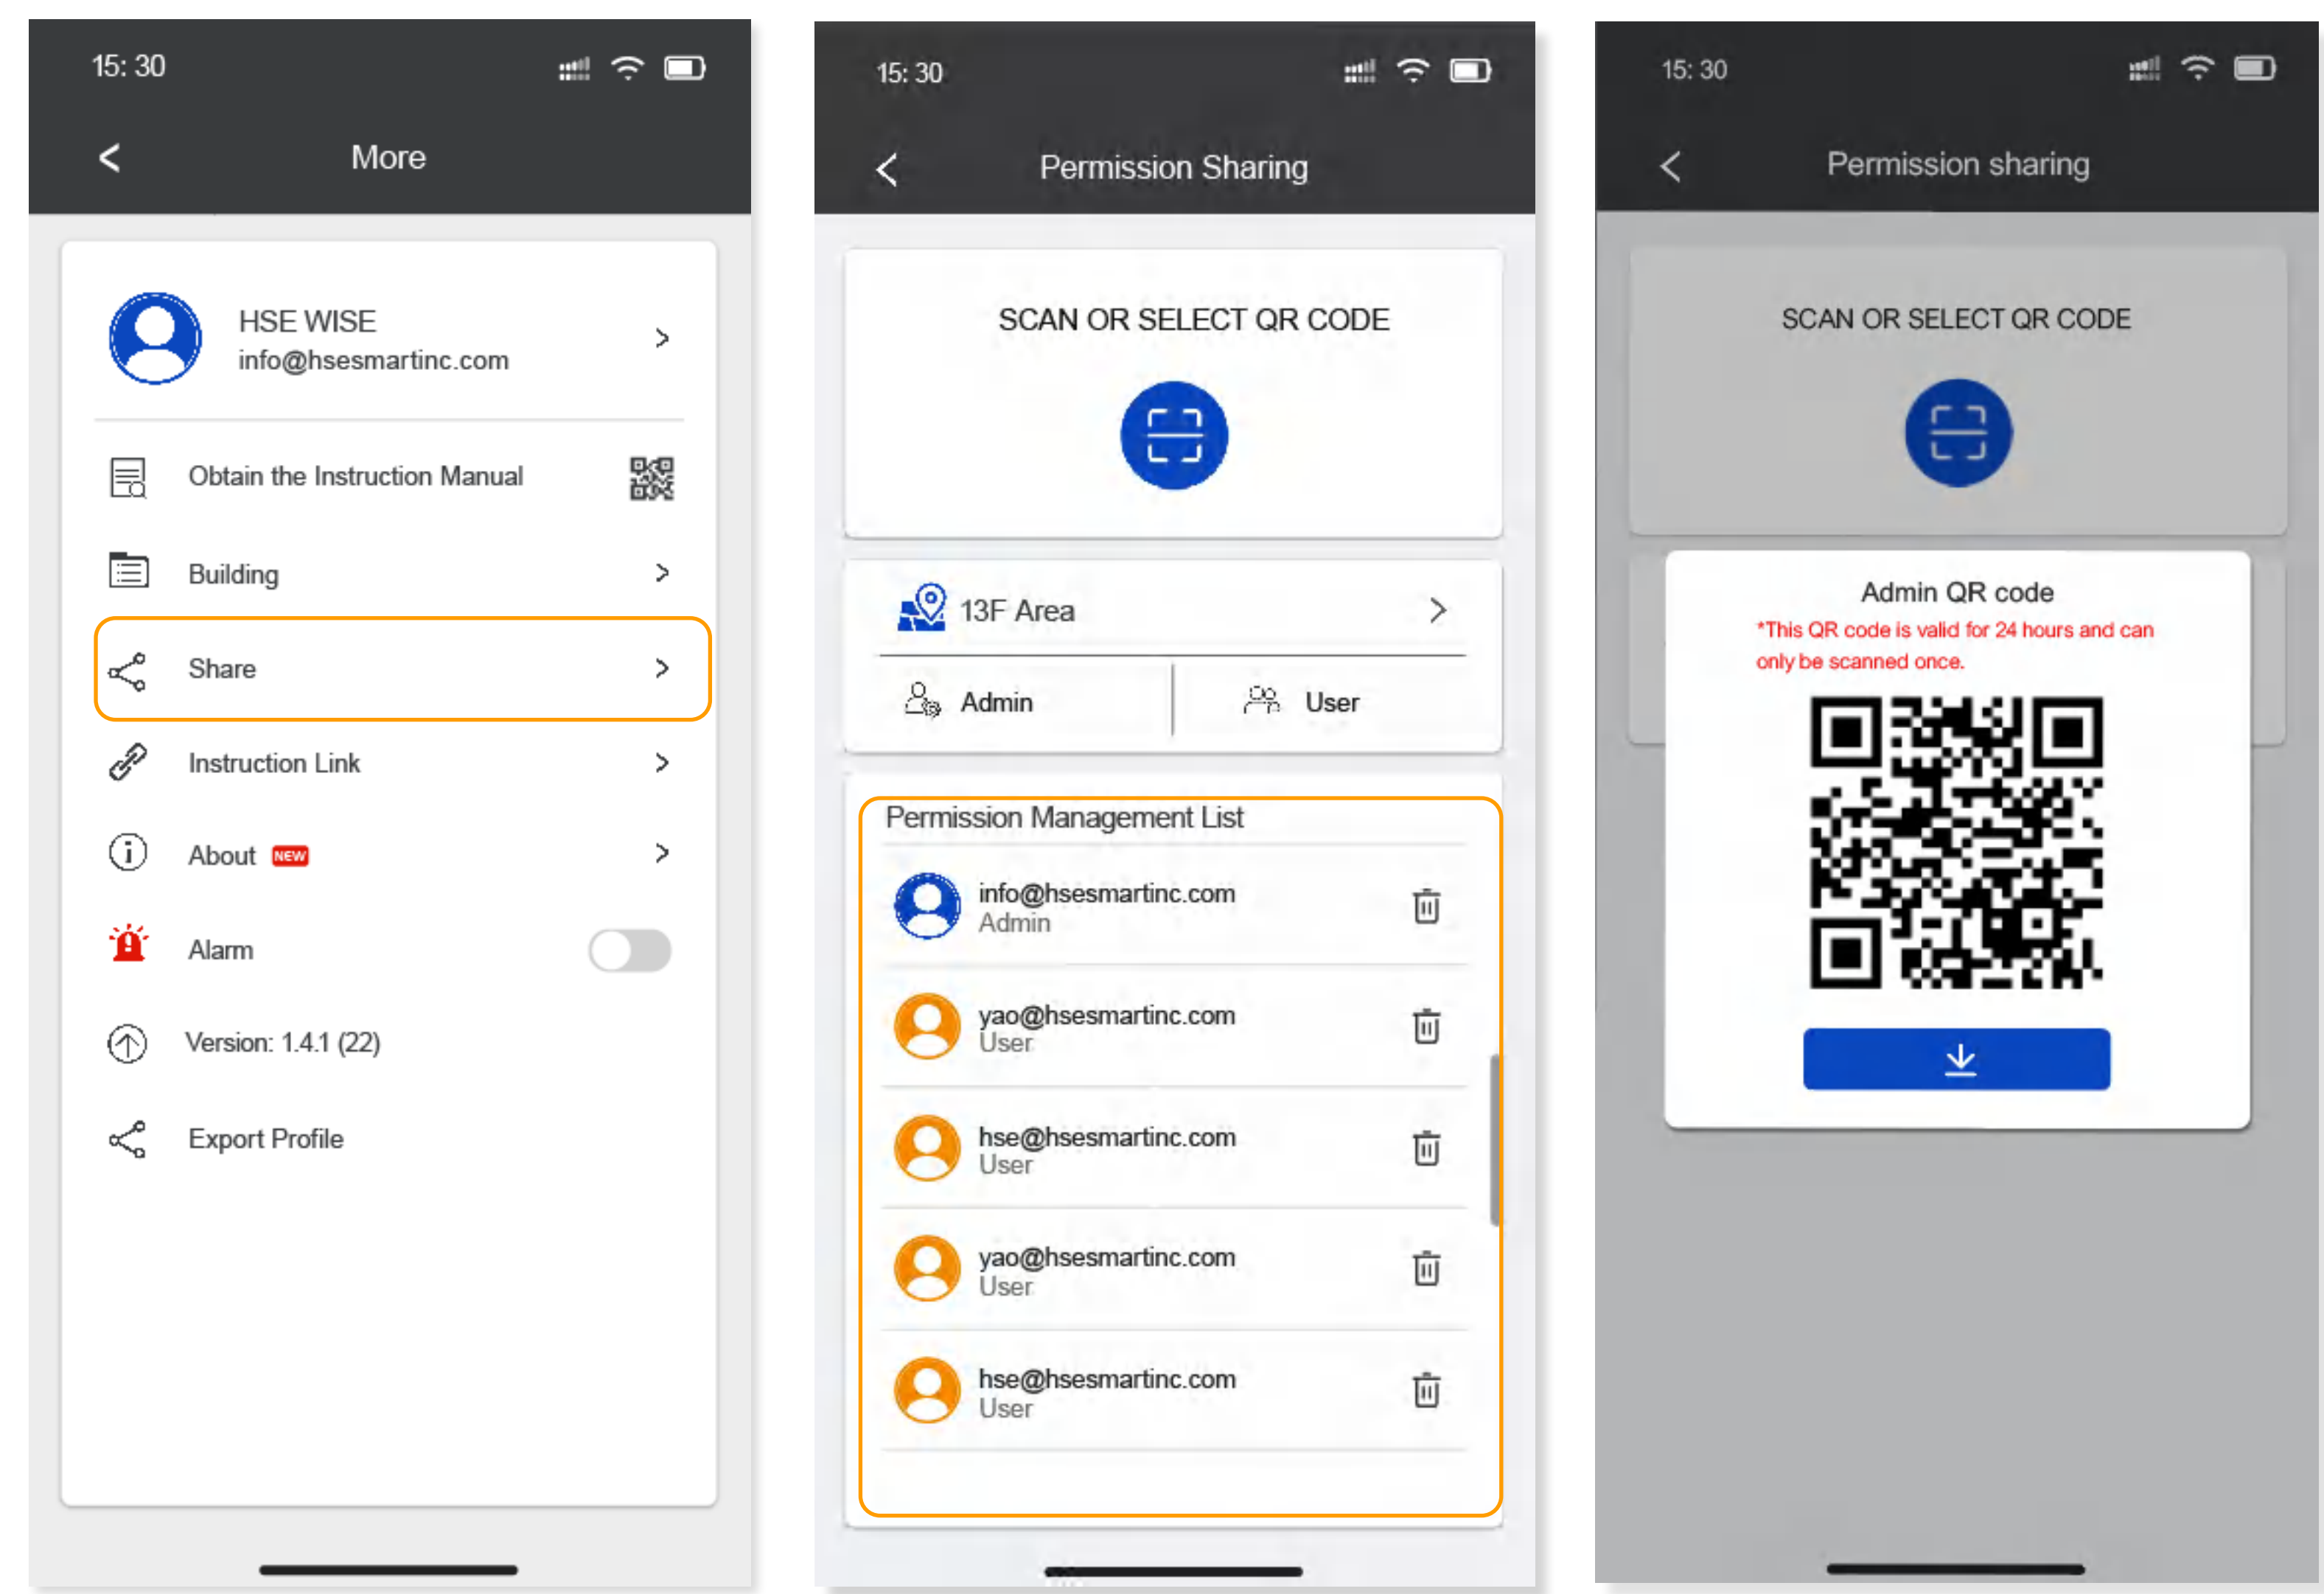 15: 30
More
HSE WISE
info@hsesmartinc.com
Obtain the Instruction Manual
Building
Share
Instruction Link
About NEW
Alarm
Version: 1.4.1 (22)
Export Profile
15: 30
Permission Sharing
SCAN OR SELECT QR CODE
13F Area
Admin
User
Permission Management List
info@hsesmartinc.com
Admin
yao@hsesmartinc.com
User
hse@hsesmartinc.com
User
yao@hsesmartinc.com
User
hse@hsesmartinc.com
User
15: 30
Permission sharing
SCAN OR SELECT QR CODE
Admin QR code
*This QR code is valid for 24 hours and can
only be scanned once.